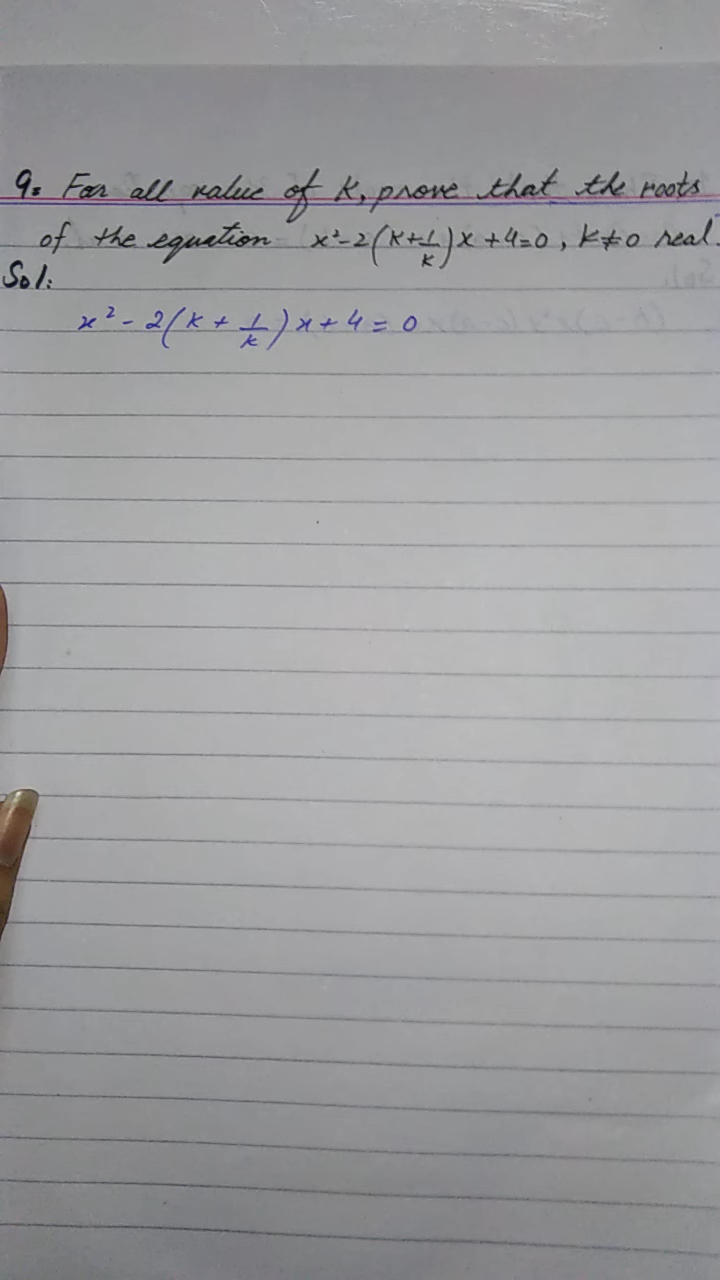 9. For all value of K, prove that the roots
of the equation x²-2(K+1/K)x+4=0, K≠0 real.
Sol:
x² - 2(K + 1/K)x + 4 = 0